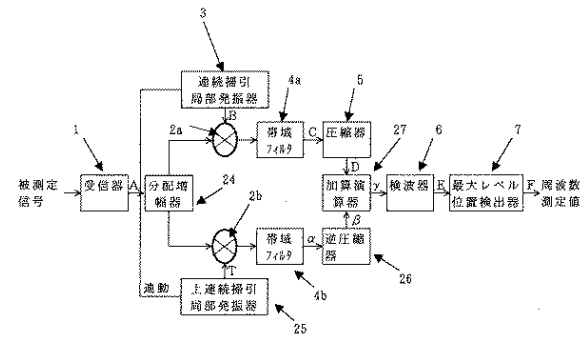 3
連続掃引
局部発振器
4a
5
2a
B
帯域
フィルタ
C
圧縮器
27
6
7
1
D
被測定
信号
受信器
A
分配増
幅器
24
加算演
算器
γ
検波器
E
最大レベル
位置検出器
F
周波数
測定値
2b
β
帯域
フィルタ
α
逆圧縮
器
26
T
4b
連動
上連続掃引
局部発振器
25